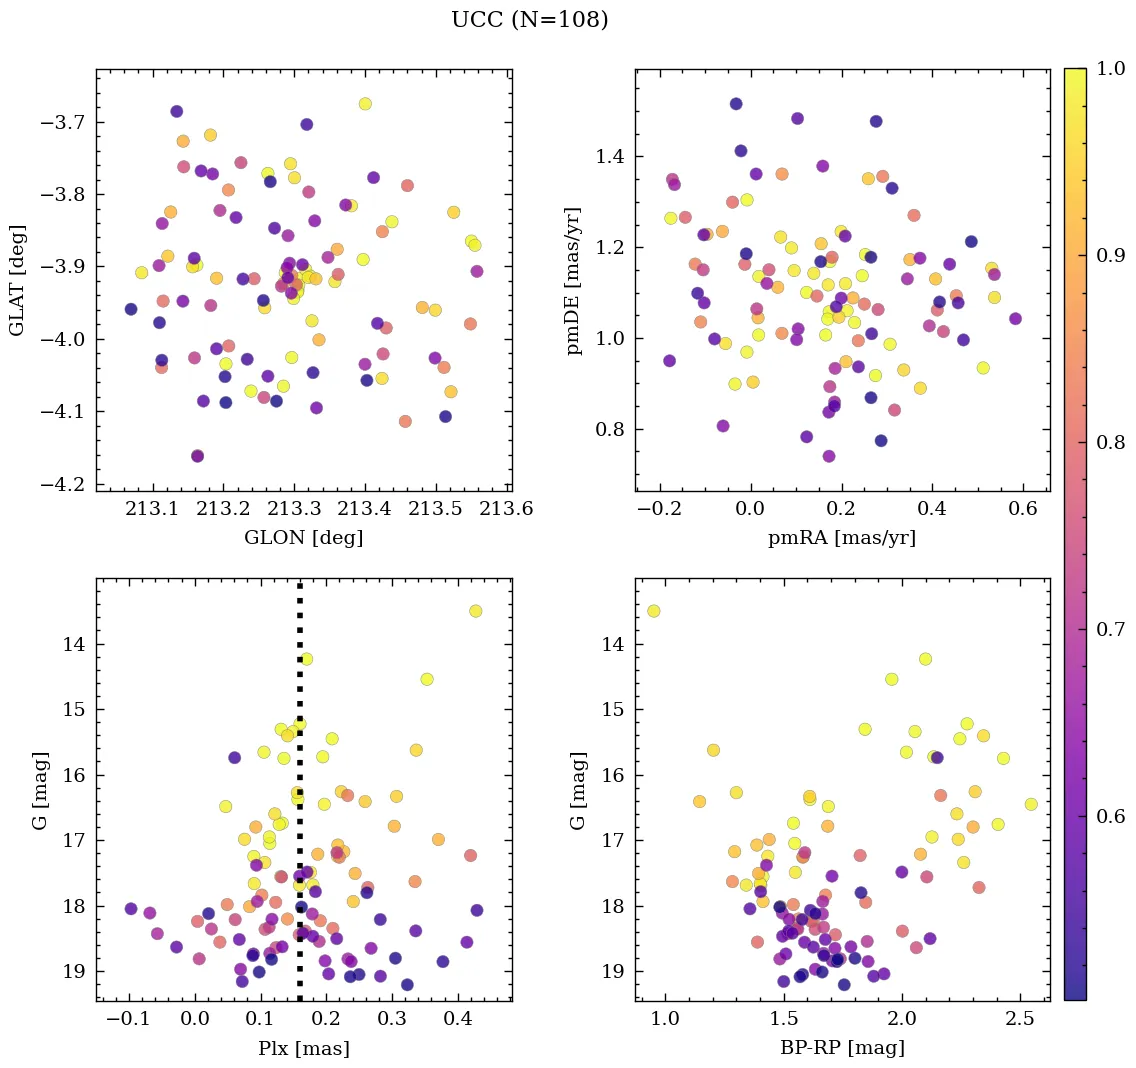 UCC (N=108)
−3.7
−3.8
−3.9
−4.0
−4.1
−4.2
GLAT [deg]
213.1 213.2 213.3 213.4 213.5 213.6
GLON [deg]
1.4
1.2
1.0
0.8
pmDE [mas/yr]
−0.2 0.0 0.2 0.4 0.6
pmRA [mas/yr]
1.0
0.9
0.8
0.7
0.6
14
15
16
17
18
19
G [mag]
−0.1 0.0 0.1 0.2 0.3 0.4
Plx [mas]
14
15
16
17
18
19
G [mag]
1.0 1.5 2.0 2.5
BP-RP [mag]